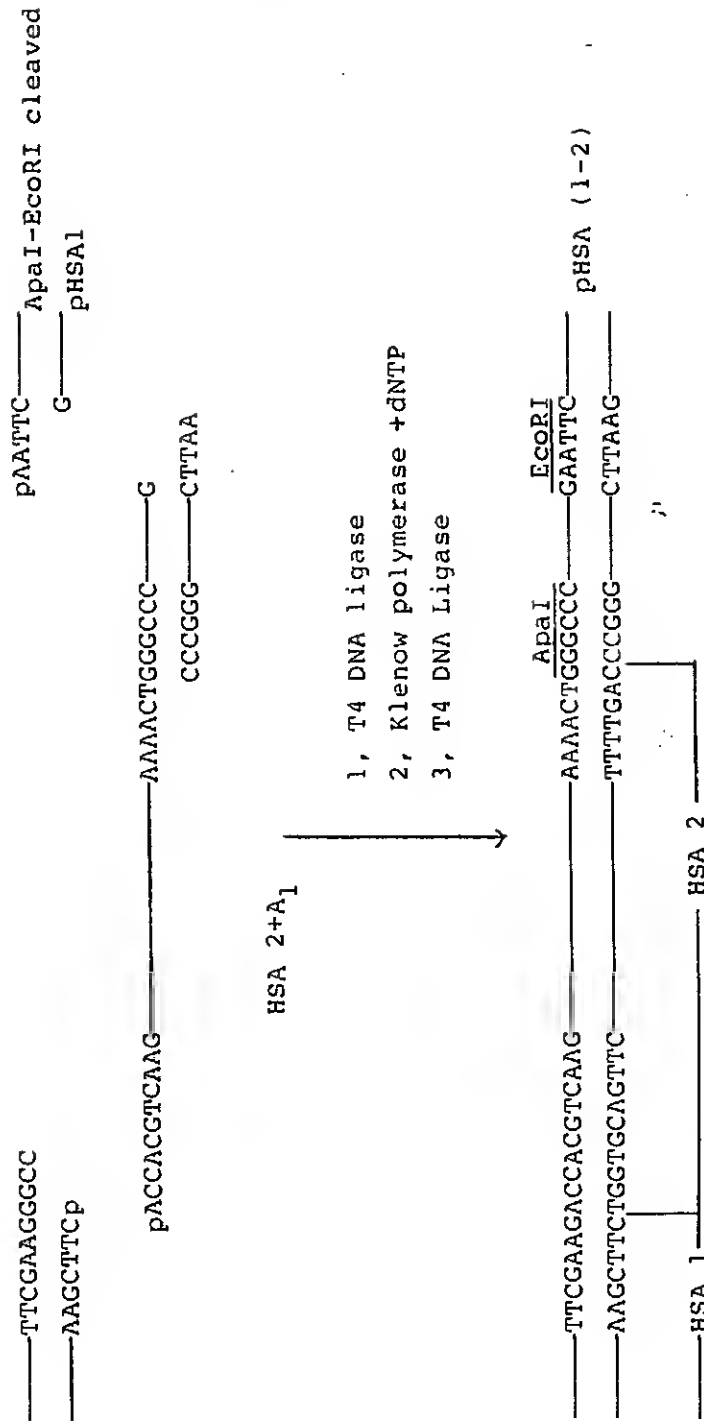 TTCGAAGGGCC
AAGCTTCp
pAATTC
G
ApaI-EcoRI cleaved
pHSA1
pACCACGTCAAG AAAACTGGGCCC G
CCCGGG CTTAA
HSA 2+A1
1, T4 DNA ligase
2, Klenow polymerase +dNTP
3, T4 DNA Ligase
ApaI EcoRI
TTCGAAGACCACGTCAAG AAAACTGGGCCC GAATTC
AAGCTTCTGGTGCAGTTC TTTTGACCCGGG CTTAAG
pHSA (1-2)
HSA 1 HSA 2